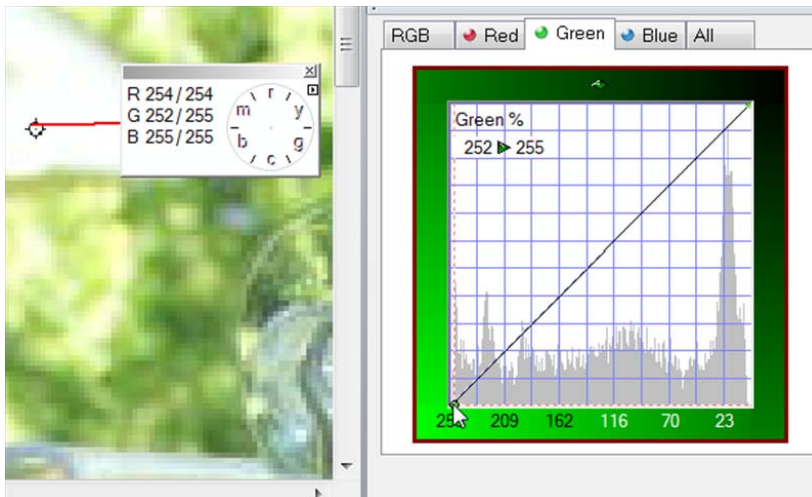 R 254/254
G 252/255
B 255/255
r
m y
b g
c
RGB Red Green Blue All
Green %
252 255
209 162 116 70 23